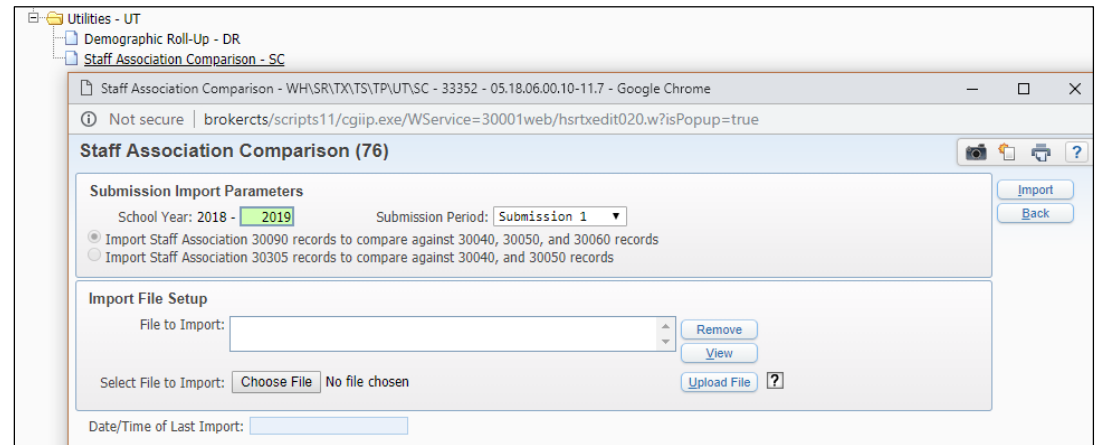 Utilities - UT
Demographic Roll-Up - DR
Staff Association Comparison - SC
Staff Association Comparison - WH\SR\TX\TS\TP\UT\SC - 33352 - 05.18.06.00.10-11.7 - Google Chrome
Not secure | brokercts/scripts11/cgiip.exe/WService=30001web/hsrtxedit020.w?isPopup=true
Staff Association Comparison (76)
?
Submission Import Parameters
Import
School Year: 2018 - 2019 Submission Period: Submission 1
Back
Import Staff Association 30090 records to compare against 30040, 30050, and 30060 records
Import Staff Association 30305 records to compare against 30040, and 30050 records
Import File Setup
File to Import:
Remove
View
Select File to Import: Choose File No file chosen Upload File ?
Date/Time of Last Import: